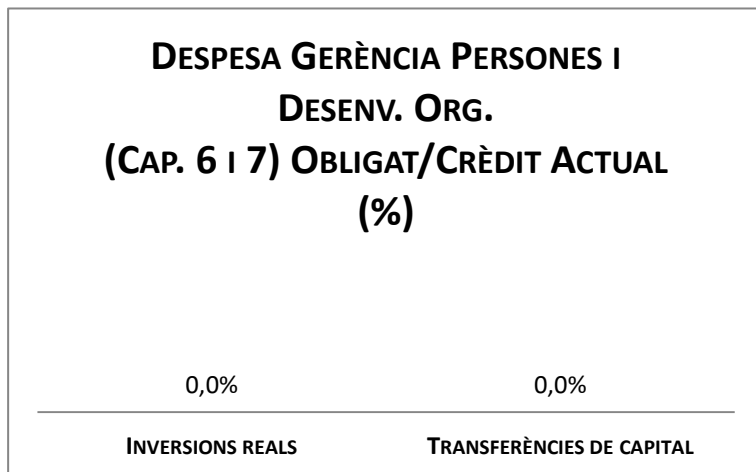 Despesa Gerència Persones i
Desenv. Org.
(Cap. 6 i 7) Obligat/Crèdit Actual
(%)
0,0% 0,0%
Inversions reals Transferències de capital